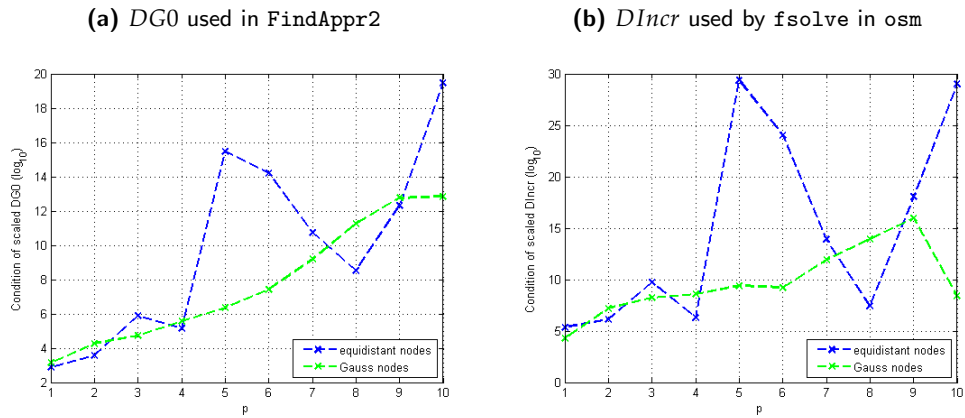 (a) DG0 used in FindAppr2
(b) DIncr used by fsolve in osm
Condition of scaled DG0 (log10)
20
18
16
14
12
10
8
6
4
2
1 2 3 4 5 6 7 8 9 10
p
equidistant nodes
Gauss nodes
Condition of scaled DIncr (log10)
30
25
20
15
10
5
0
1 2 3 4 5 6 7 8 9 10
p
equidistant nodes
Gauss nodes